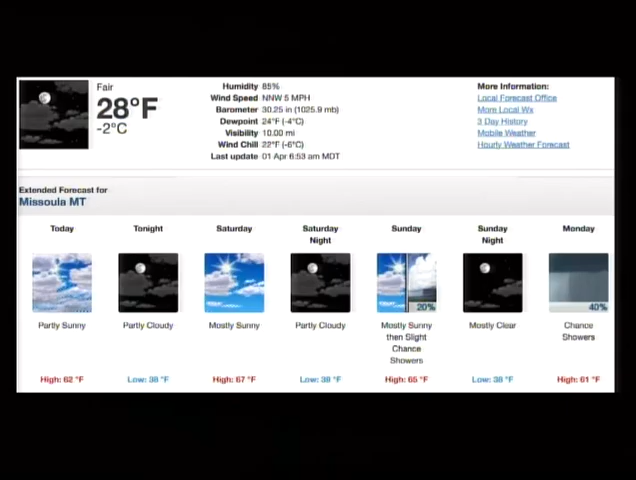 Fair
28°F
-2°C
Humidity 85%
Wind Speed NNW 5 MPH
Barometer 30.25 in (1025.9 mb)
Dewpoint 24°F (-4°C)
Visibility 10.00 mi
Wind Chill 22°F (-6°C)
Last update 01 Apr 6:53 am MDT
More Information:
Local Forecast Office
More Local Wx
3 Day History
Mobile Weather
Hourly Weather Forecast
Extended Forecast for
Missoula MT
Today
Partly Sunny
High: 62 °F
Tonight
Partly Cloudy
Low: 38 °F
Saturday
Mostly Sunny
High: 67 °F
Saturday
Night
Partly Cloudy
Low: 38 °F
Sunday
20%
Mostly Sunny
then Slight
Chance
Showers
High: 65 °F
Sunday
Night
Mostly Clear
Low: 38 °F
Monday
40%
Chance
Showers
High: 61 °F